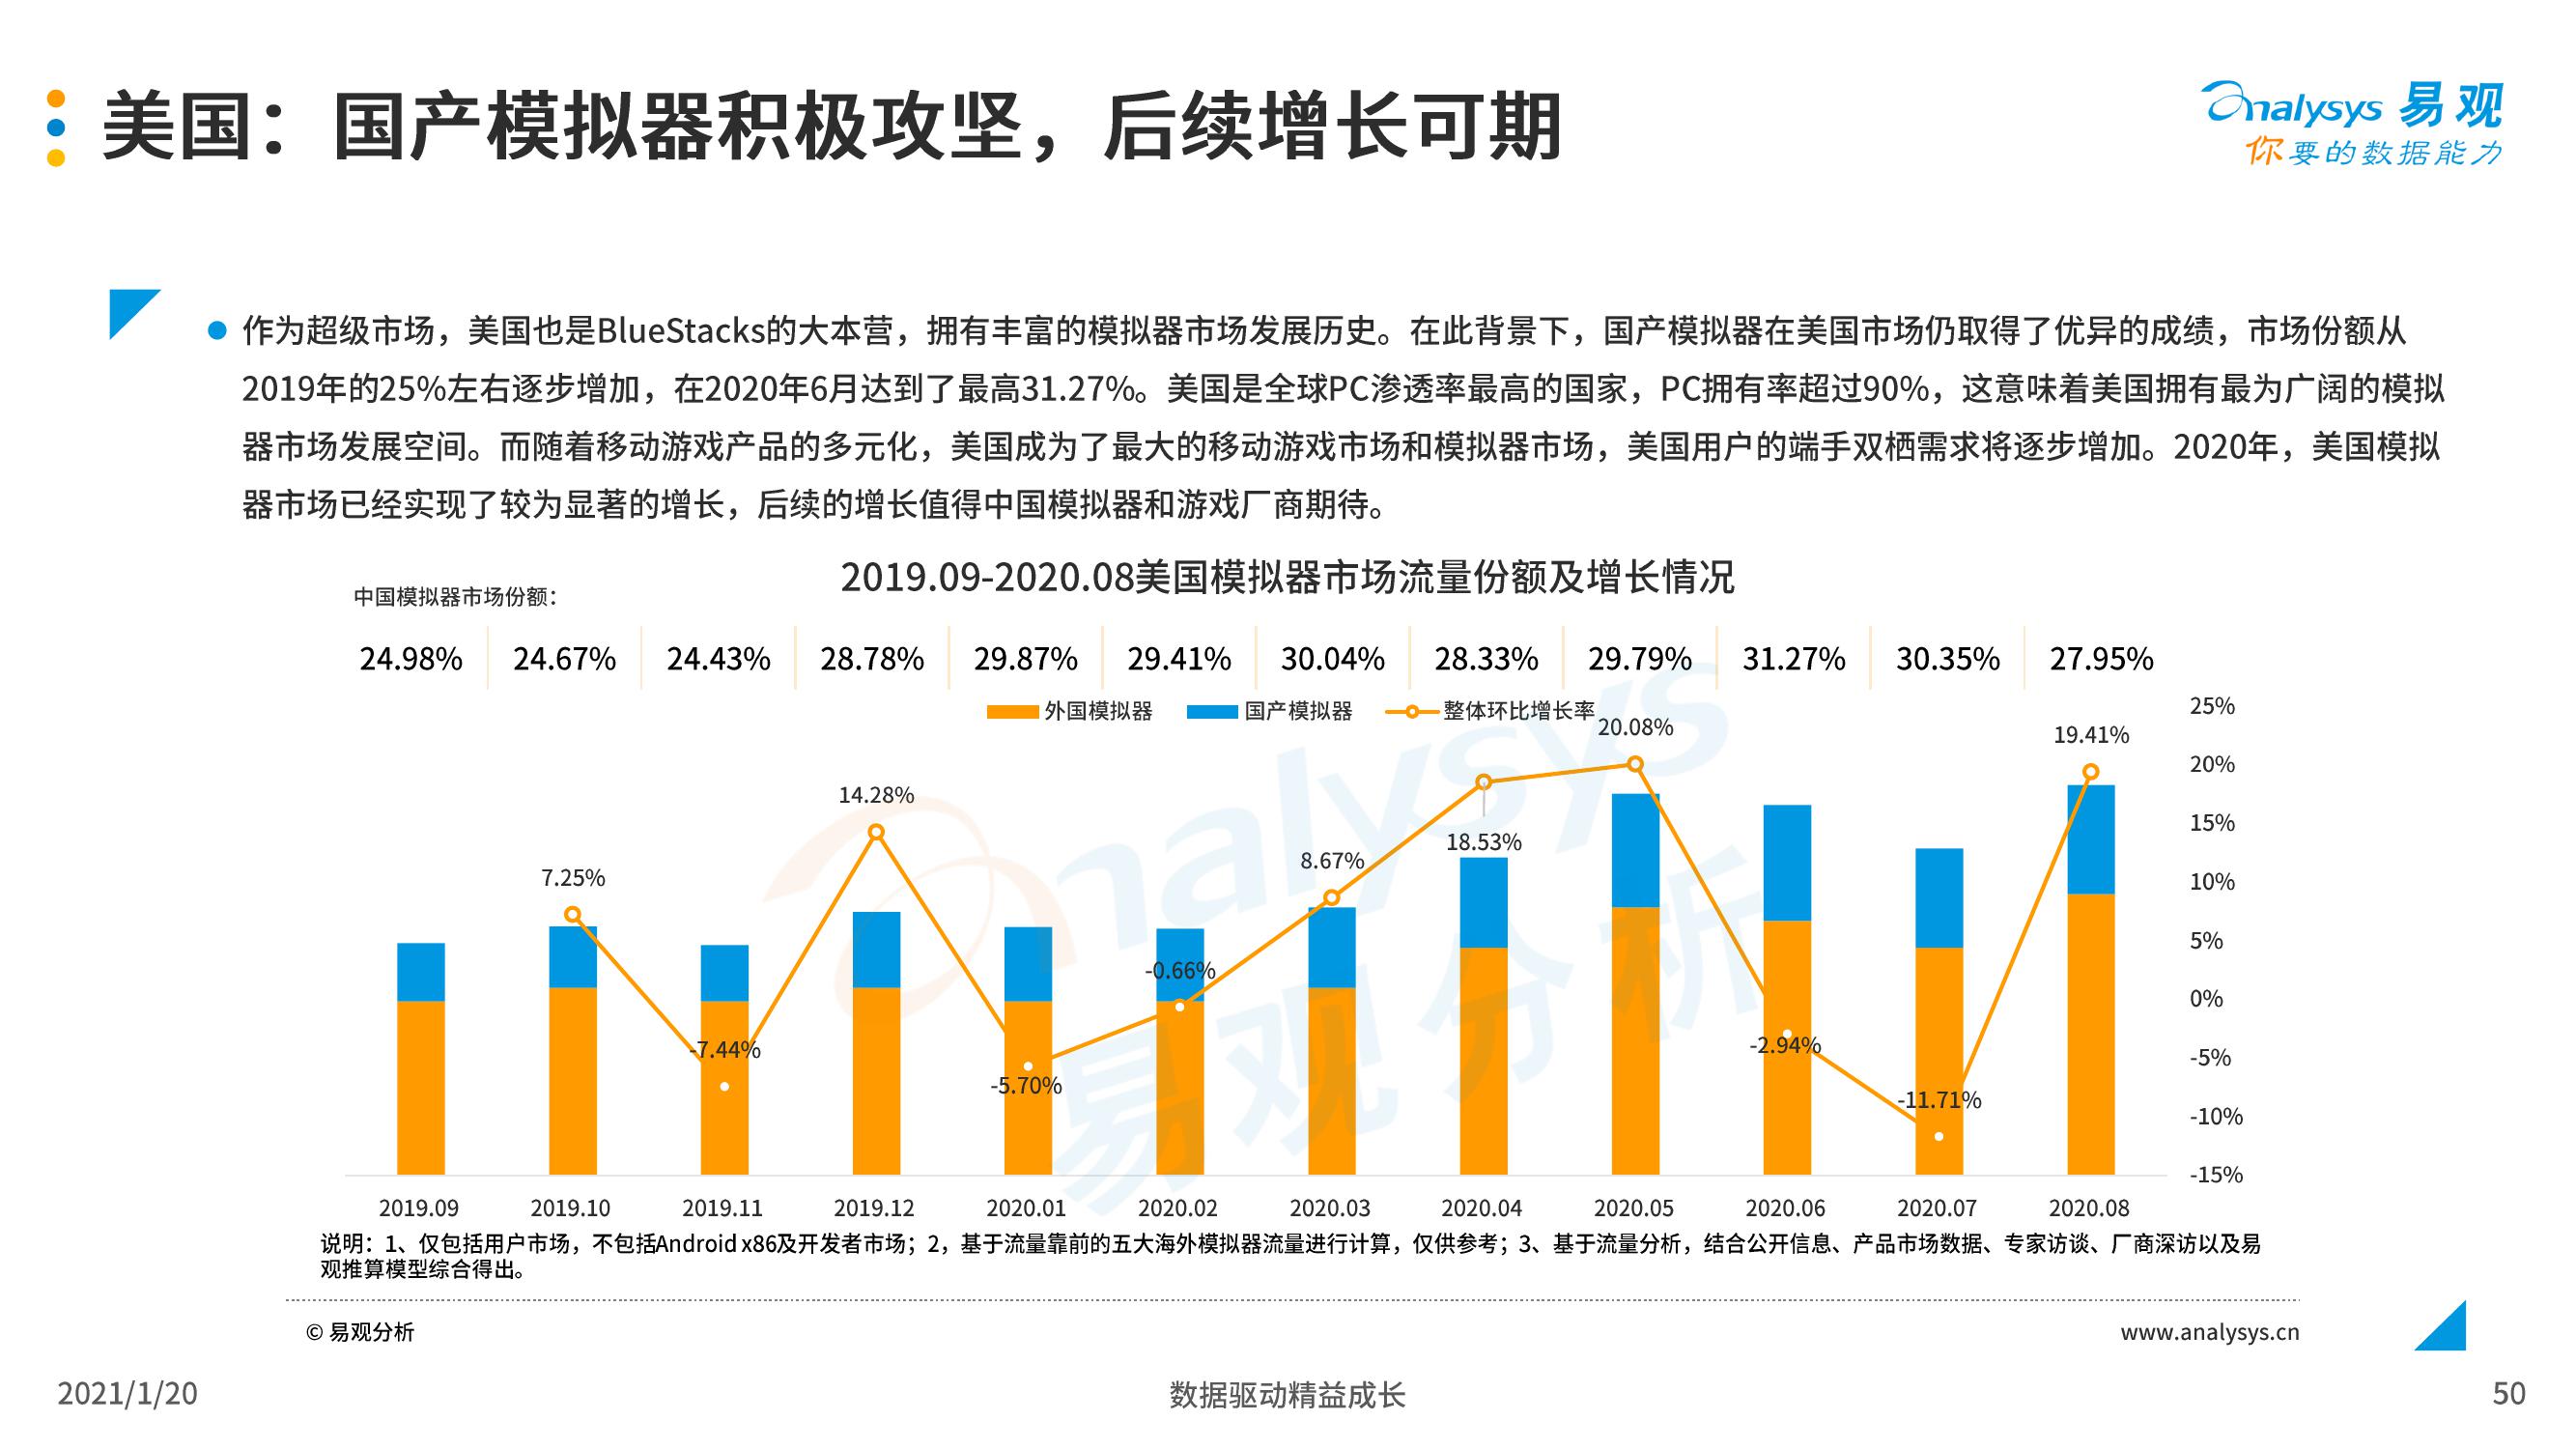 美国：国产模拟器积极攻坚，后续增长可期
analysys 易观
你要的数据能力
作为超级市场，美国也是BlueStacks的大本营，拥有丰富的模拟器市场发展历史。在此背景下，国产模拟器在美国市场仍取得了优异的成绩，市场份额从
2019年的25%左右逐步增加，在2020年6月达到了最高31.27%。美国是全球PC渗透率最高的国家，PC拥有率超过90%，这意味着美国拥有最为广阔的模拟
器市场发展空间。而随着移动游戏产品的多元化，美国成为了最大的移动游戏市场和模拟器市场，美国用户的端手双栖需求将逐步增加。2020年，美国模拟
器市场已经实现了较为显著的增长，后续的增长值得中国模拟器和游戏厂商期待。
2019.09-2020.08美国模拟器市场流量份额及增长情况
中国模拟器市场份额：
24.98% 24.67% 24.43% 28.78% 29.87% 29.41% 30.04% 28.33% 29.79% 31.27% 30.35% 27.95%
外国模拟器 国产模拟器 整体环比增长率
7.25%
-7.44%
14.28%
-5.70%
-0.66%
8.67%
18.53%
20.08%
-2.94%
-11.71%
19.41%
25%
20%
15%
10%
5%
0%
-5%
-10%
-15%
2019.09 2019.10 2019.11 2019.12 2020.01 2020.02 2020.03 2020.04 2020.05 2020.06 2020.07 2020.08
analysys
易观分析
说明：1、仅包括用户市场，不包括Android x86及开发者市场；2，基于流量靠前的五大海外模拟器流量进行计算，仅供参考；3、基于流量分析，结合公开信息、产品市场数据、专家访谈、厂商深访以及易
观推算模型综合得出。
© 易观分析
www.analysys.cn
2021/1/20
数据驱动精益成长
50